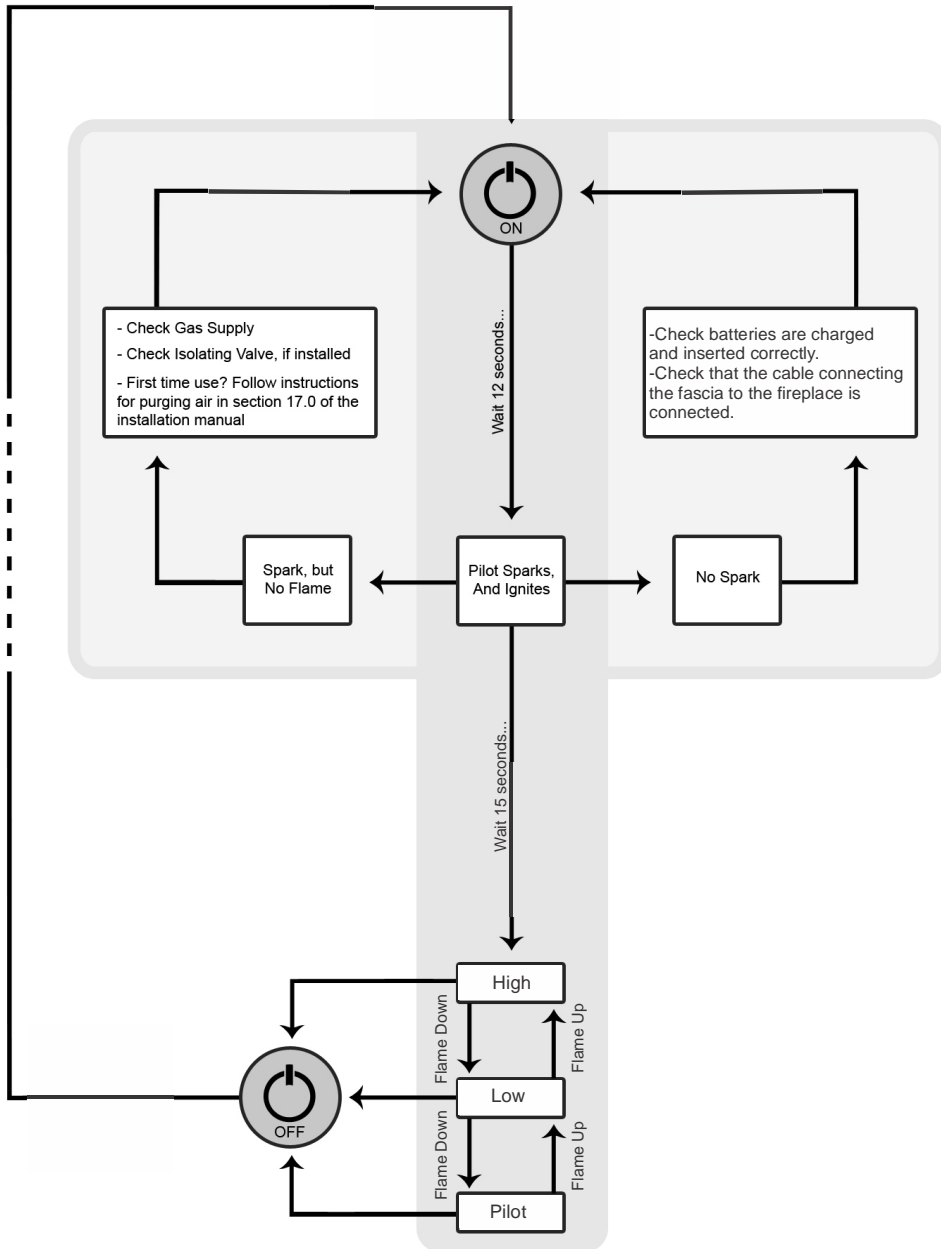 ON
- Check Gas Supply
- Check Isolating Valve, if installed
- First time use? Follow instructions
for purging air in section 17.0 of the
installation manual
Wait 12 seconds...
-Check batteries are charged
and inserted correctly.
-Check that the cable connecting
the fascia to the fireplace is
connected.
Spark, but
No Flame
Pilot Sparks,
And Ignites
No Spark
Wait 15 seconds...
High
Flame Down
Flame Up
Low
OFF
Flame Down
Flame Up
Pilot